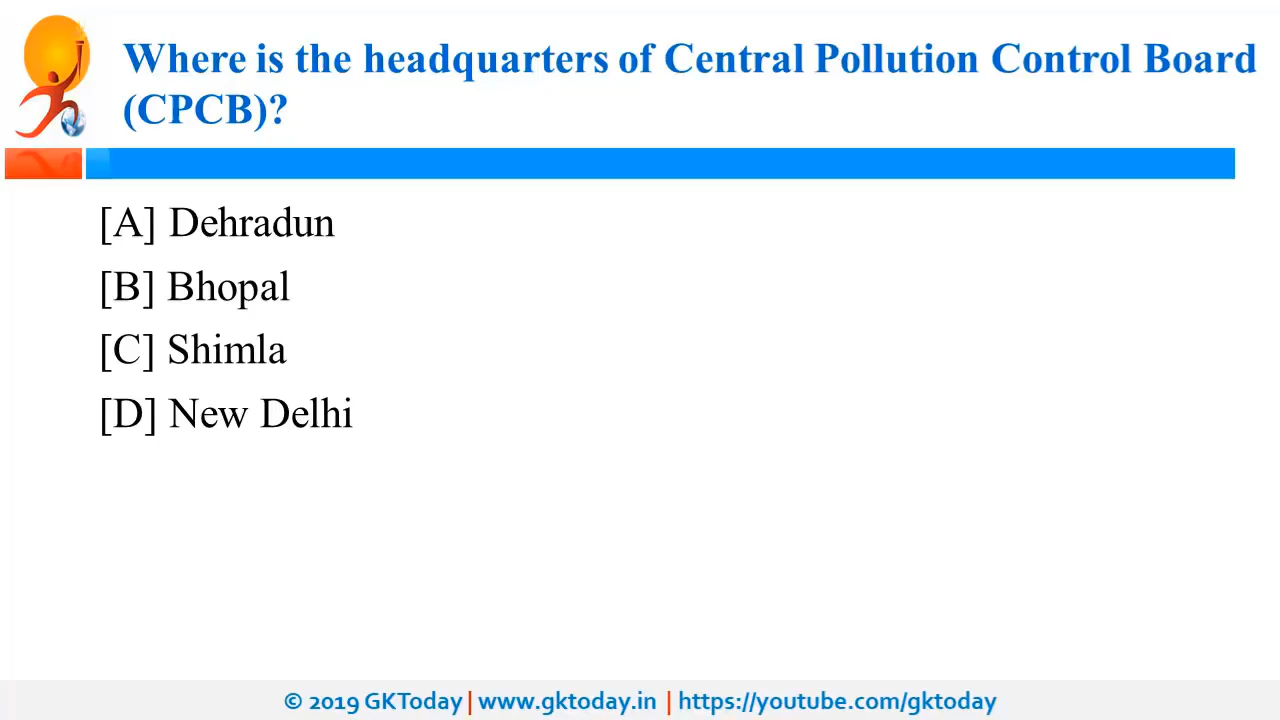 Where is the headquarters of Central Pollution Control Board
(CPCB)?
[A] Dehradun
[B] Bhopal
[C] Shimla
[D] New Delhi
© 2019 GKToday | www.gktoday.in | https://youtube.com/gktoday